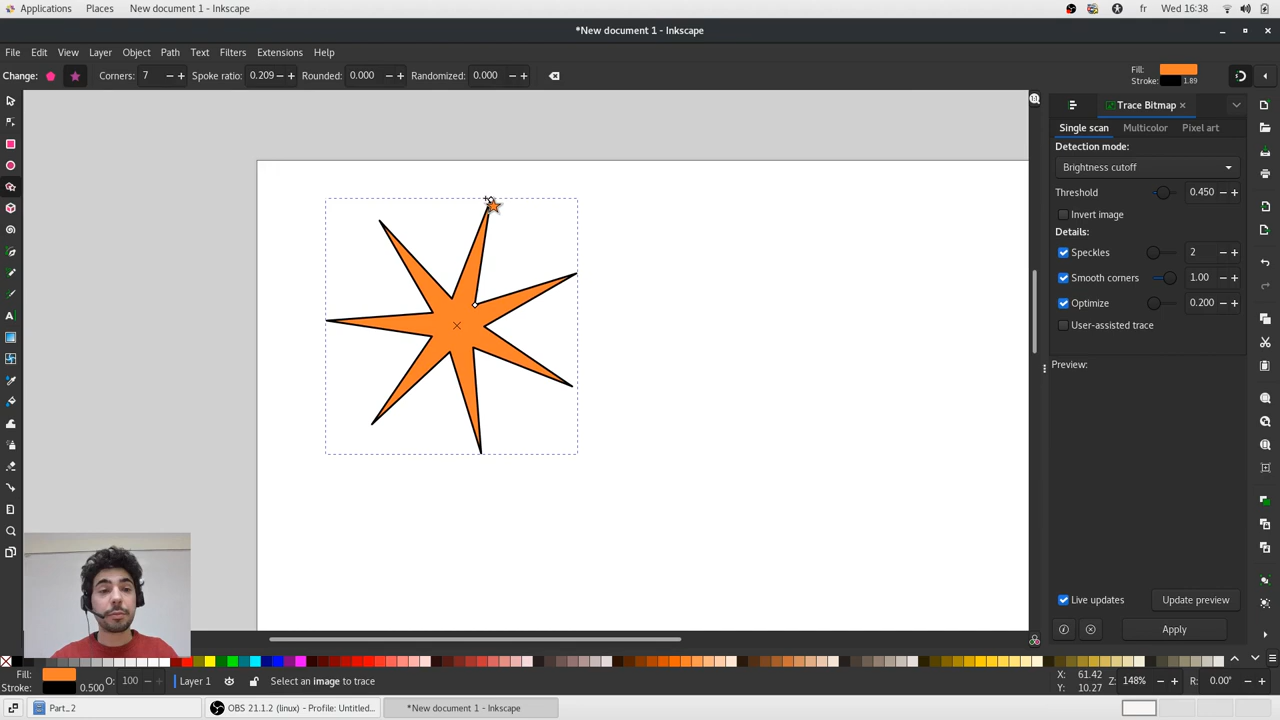 Applications Places New document 1 - Inkscape fr Wed 16:38
*New document 1 - Inkscape
File Edit View Layer Object Path Text Filters Extensions Help
Change: Corners: 7 Spoke ratio: 0.209 Rounded: 0.000 Randomized: 0.000 Fill:
Stroke: 1.89
Trace Bitmap
Single scan Multicolor Pixel art
Detection mode:
Brightness cutoff
Threshold 0.450
Invert image
Details:
Speckles 2
Smooth corners 1.00
Optimize 0.200
User-assisted trace
Preview:
Live updates Update preview
Apply
Fill:
Stroke: 0.500 O: 100 Layer 1 Select an image to trace X: 61.42
Y: 10.27 Z: 148% R: 0.00°
Part_2 OBS 21.1.2 (linux) - Profile: Untitled... *New document 1 - Inkscape